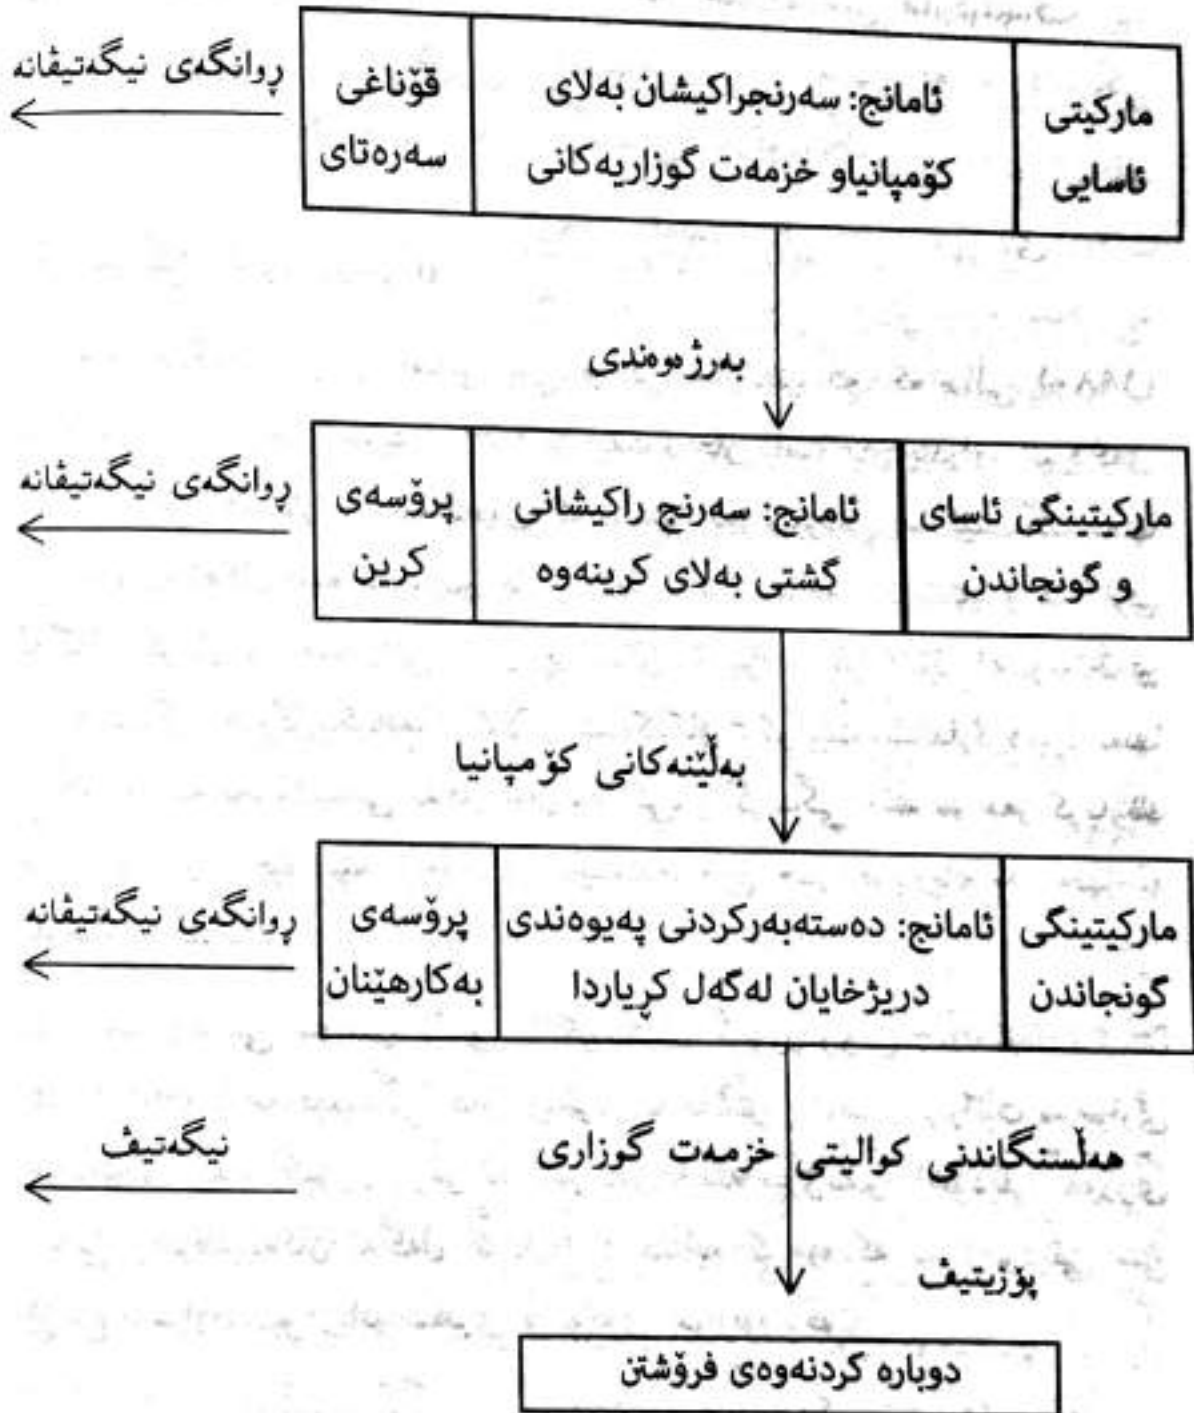 مارکیتی
ئاسایی
ئامانج: سەرنجراکیشان بەلای
کۆمپانیاو خزمەت گوزاریەکانی
قۆناغی
سەرەتای
ڕوانگەی نیگەتیڤانە
بەرژەوەندی
مارکیتینگی ئاسای
و گونجاندن
ئامانج: سەرنج راکیشانی
گشتی بەلای کرینەوە
پرۆسەی
کرین
ڕوانگەی نیگەتیڤانە
بەڵێنەکانی کۆمپانیا
مارکیتینگی
گونجاندن
ئامانج: دەستەبەرکردنی پەیوەندی
دریژخایان لەگەل کڕیاردا
پرۆسەی
بەکارهێنان
ڕوانگەی نیگەتیڤانە
هەڵسنگاندنی کوالیتی خزمەت گوزاری
نیگەتیڤ
پۆزیتیڤ
دوبارە کردنەوەی فرۆشتن